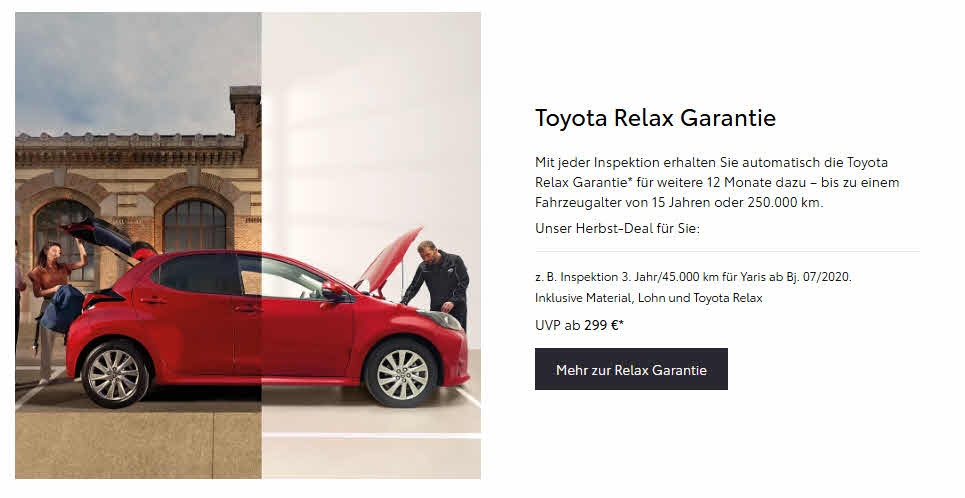 Toyota Relax Garantie
Mit jeder Inspektion erhalten Sie automatisch die Toyota
Relax Garantie* für weitere 12 Monate dazu – bis zu einem
Fahrzeugalter von 15 Jahren oder 250.000 km.
Unser Herbst-Deal für Sie:
z. B. Inspektion 3. Jahr/45.000 km für Yaris ab Bj. 07/2020.
Inklusive Material, Lohn und Toyota Relax
UVP ab 299 €*
Mehr zur Relax Garantie